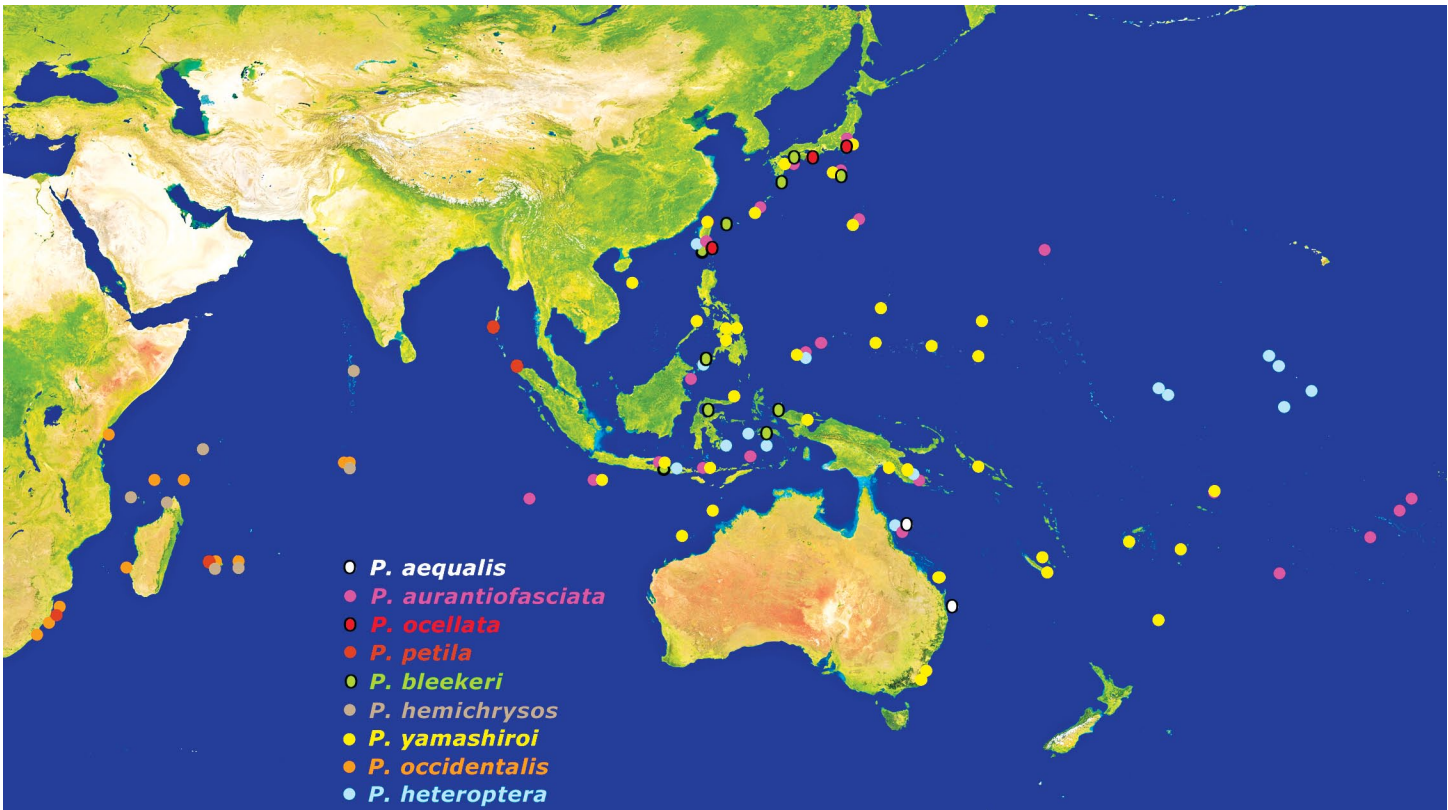 P. aequalis
P. aurantiofasciata
P. ocellata
P. petila
P. bleekeri
P. hemichrysos
P. yamashiroi
P. occidentalis
P. heteroptera